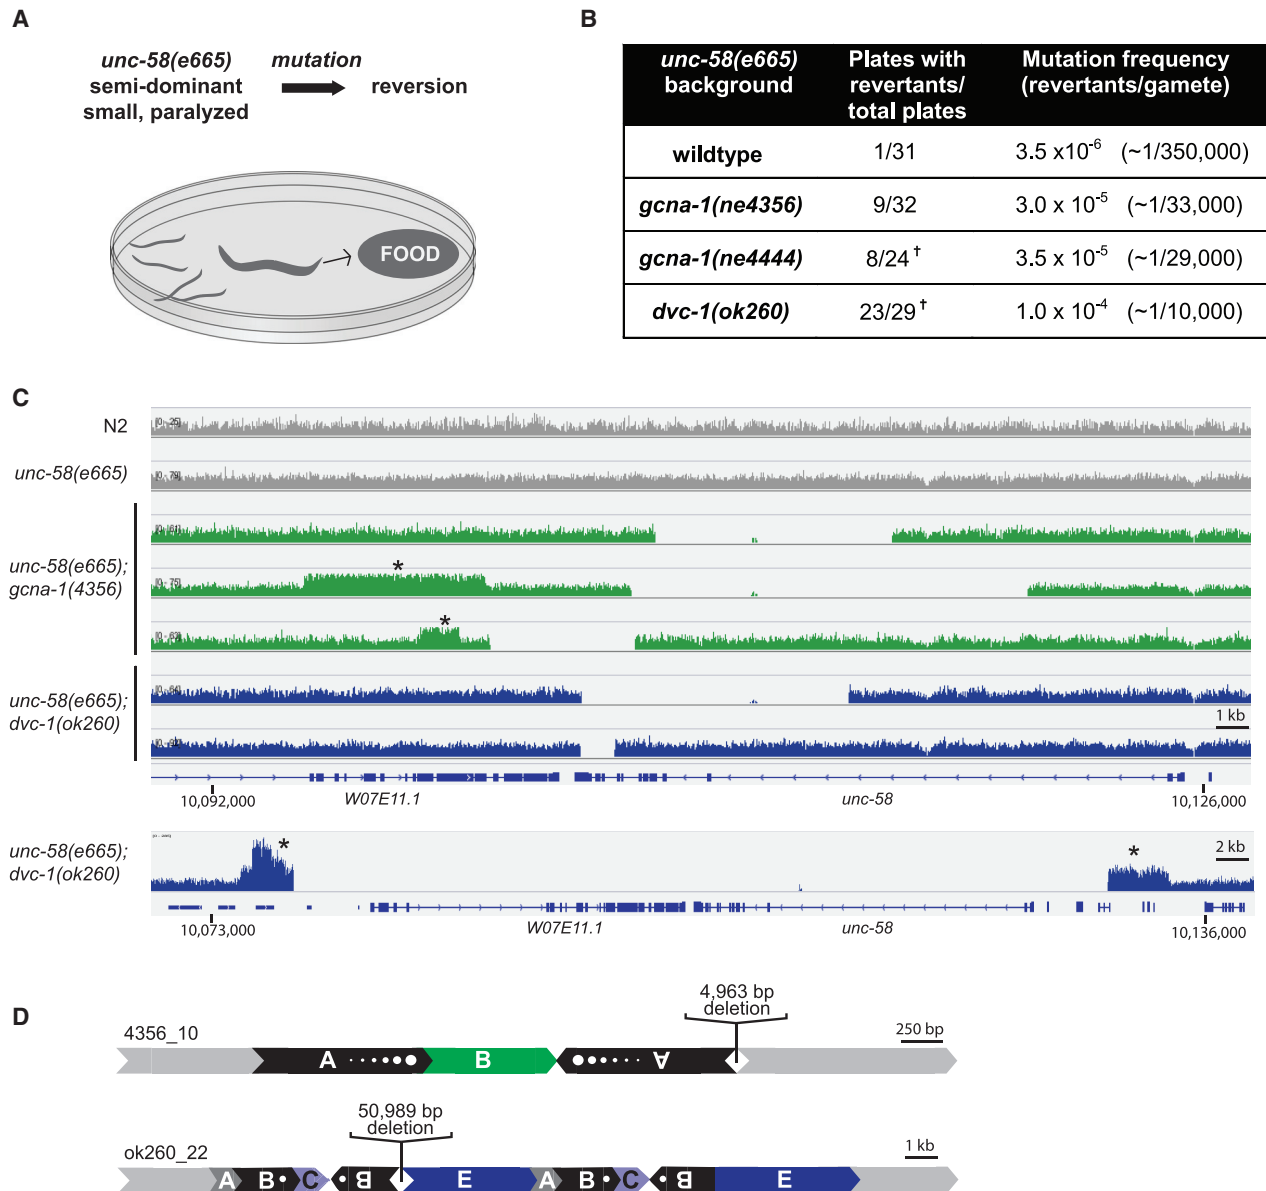 A
unc-58(e665)
semi-dominant
small, paralyzed
mutation
reversion
FOOD
B
unc-58(e665) background
Plates with revertants/ total plates
Mutation frequency (revertants/gamete)
wildtype 1/31 3.5 x10-6 (~1/350,000)
gcna-1(ne4356) 9/32 3.0 x 10-5 (~1/33,000)
gcna-1(ne4444) 8/24 † 3.5 x 10-5 (~1/29,000)
dvc-1(ok260) 23/29 † 1.0 x 10-4 (~1/10,000)
C
N2
unc-58(e665)
unc-58(e665);
gcna-1(4356)
*
*
unc-58(e665);
dvc-1(ok260)
1 kb
10,092,000 W07E11.1 unc-58 10,126,000
unc-58(e665);
dvc-1(ok260)
* *
2 kb
10,073,000 W07E11.1 unc-58 10,136,000
D
4,963 bp
deletion
4356_10
250 bp
A B A
50,989 bp
deletion
ok260_22
1 kb
A B C B E A B C B E